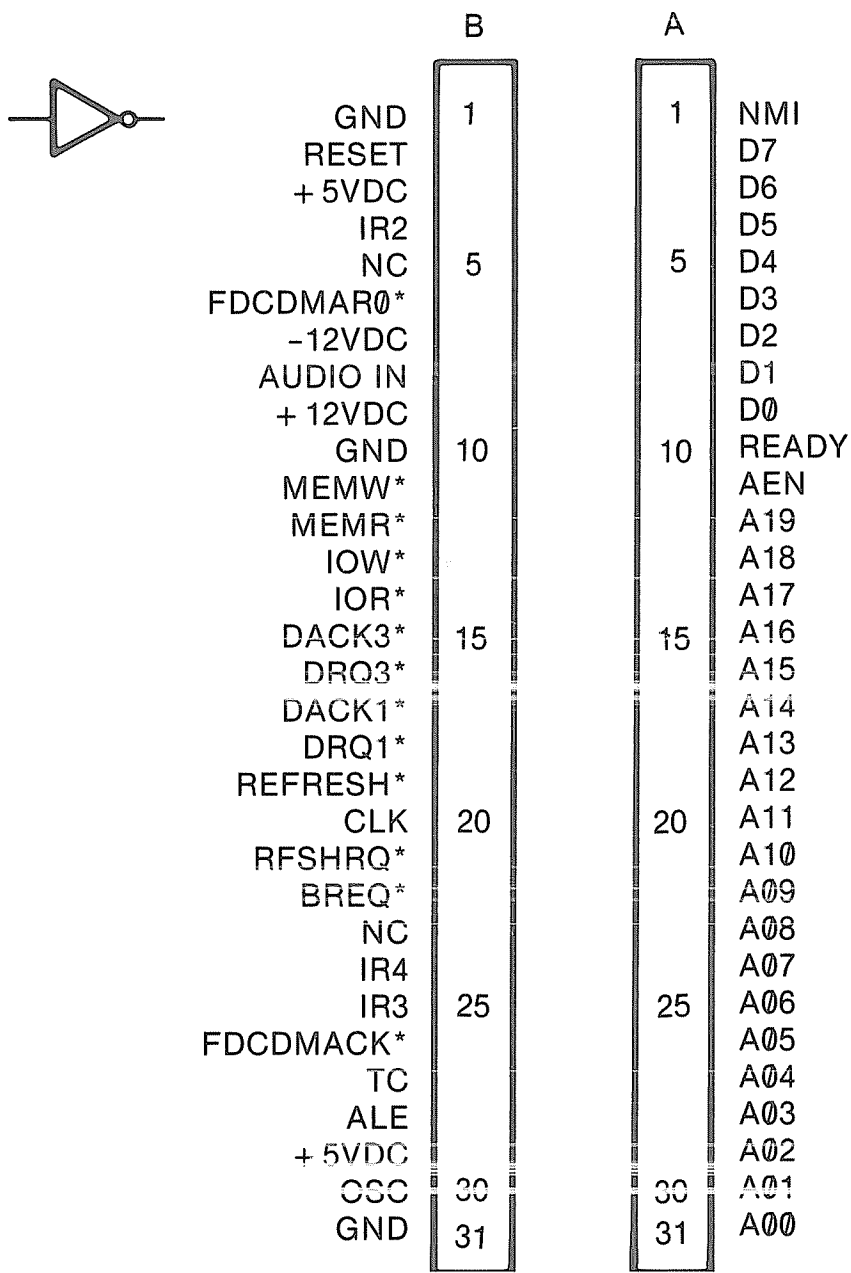 B A
GND 1 1 NMI
RESET D7
+5VDC D6
IR2 D5
NC 5 5 D4
FDCDMAR0* D3
-12VDC D2
AUDIO IN D1
+12VDC D0
GND 10 10 READY
MEMW* AEN
MEMR* A19
IOW* A18
IOR* A17
DACK3* 15 15 A16
DRQ3* A15
DACK1* A14
DRQ1* A13
REFRESH* A12
CLK 20 20 A11
RFSHRQ* A10
BREQ* A09
NC A08
IR4 A07
IR3 25 25 A06
FDCDMACK* A05
TC A04
ALE A03
+5VDC A02
OSC 30 30 A01
GND 31 31 A00